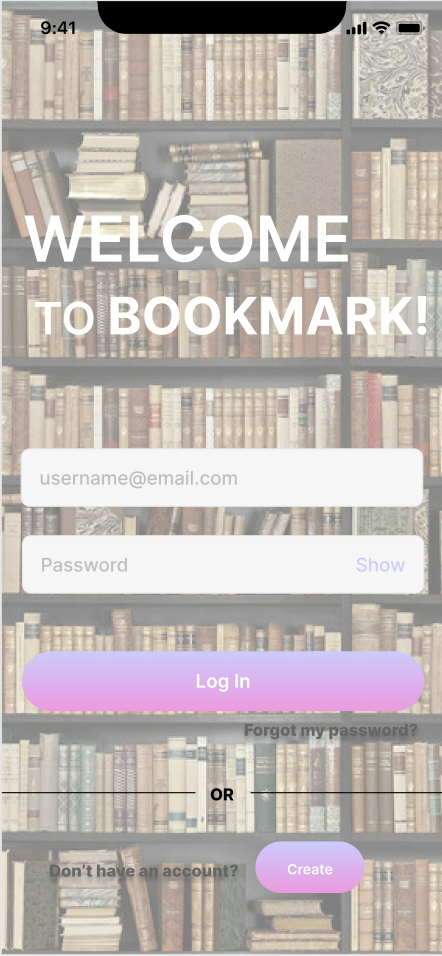 9:41
WELCOME
TO BOOKMARK!
username@email.com
Password Show
Log In
Forgot my password?
OR
Don't have an account? Create